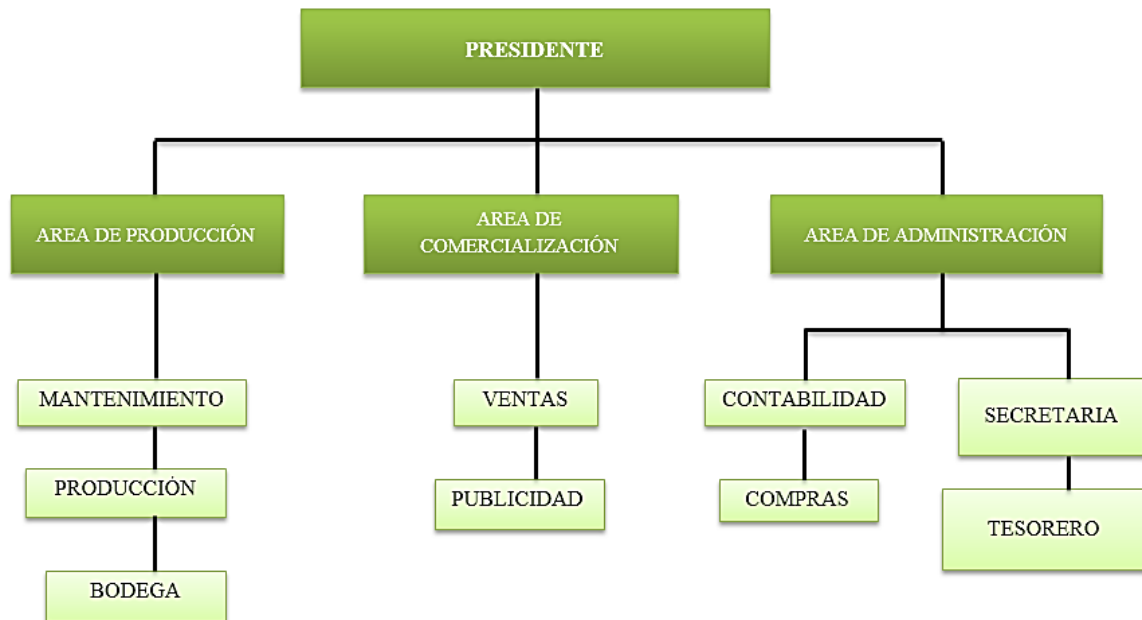 PRESIDENTE
AREA DE PRODUCCIÓN
AREA DE
COMERCIALIZACIÓN
AREA DE ADMINISTRACIÓN
MANTENIMIENTO
PRODUCCIÓN
BODEGA
VENTAS
PUBLICIDAD
CONTABILIDAD
COMPRAS
SECRETARIA
TESORERO